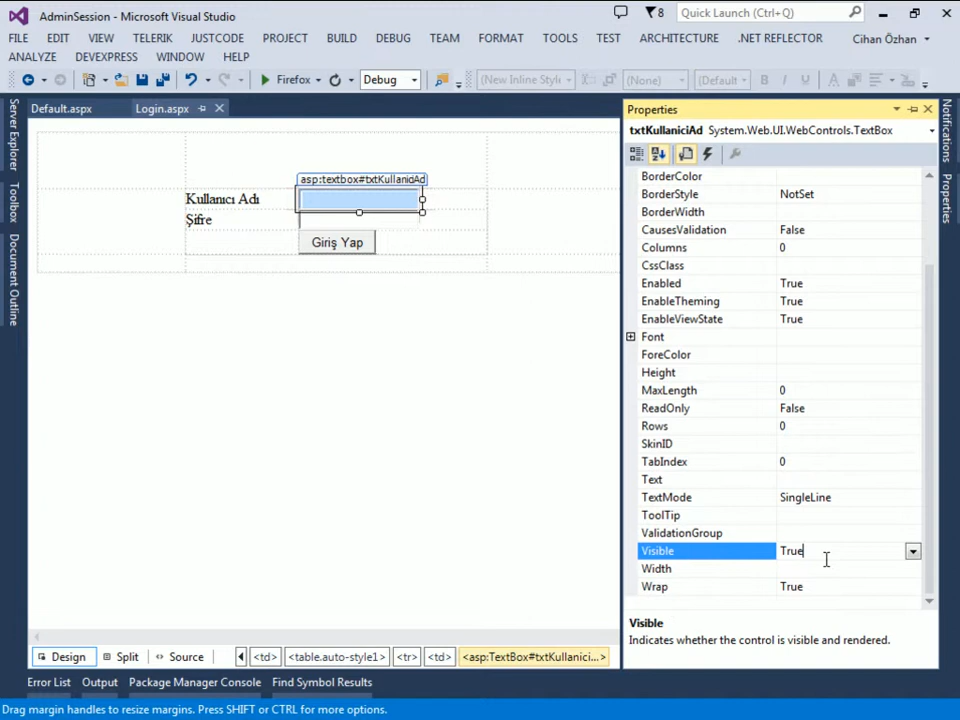 AdminSession - Microsoft Visual Studio
8
Quick Launch (Ctrl+Q)
FILE EDIT VIEW TELERIK JUSTCODE PROJECT BUILD DEBUG TEAM FORMAT TOOLS TEST ARCHITECTURE .NET REFLECTOR Cihan Özhan
ANALYZE DEVEXPRESS WINDOW HELP
Firefox Debug (New Inline Style (None) (Default B I U A
Server Explorer
Toolbox
Document Outline
Default.aspx Login.aspx
asp:textbox#txtKullaniciAd
Kullanıcı Adı
Şifre
Giriş Yap
Properties
txtKullaniciAd System.Web.UI.WebControls.TextBox
BorderColor
BorderStyle NotSet
BorderWidth
CausesValidation False
Columns 0
CssClass
Enabled True
EnableTheming True
EnableViewState True
Font
ForeColor
Height
MaxLength 0
ReadOnly False
Rows 0
SkinID
TabIndex 0
Text
TextMode SingleLine
ToolTip
ValidationGroup
Visible True
Width
Wrap True
Visible
Indicates whether the control is visible and rendered.
Notifications
Properties
Design Split Source <td> <table.auto-style1> <tr> <td> <asp:TextBox#txtKullanici...>
Error List Output Package Manager Console Find Symbol Results
Drag margin handles to resize margins. Press SHIFT or CTRL for more options.